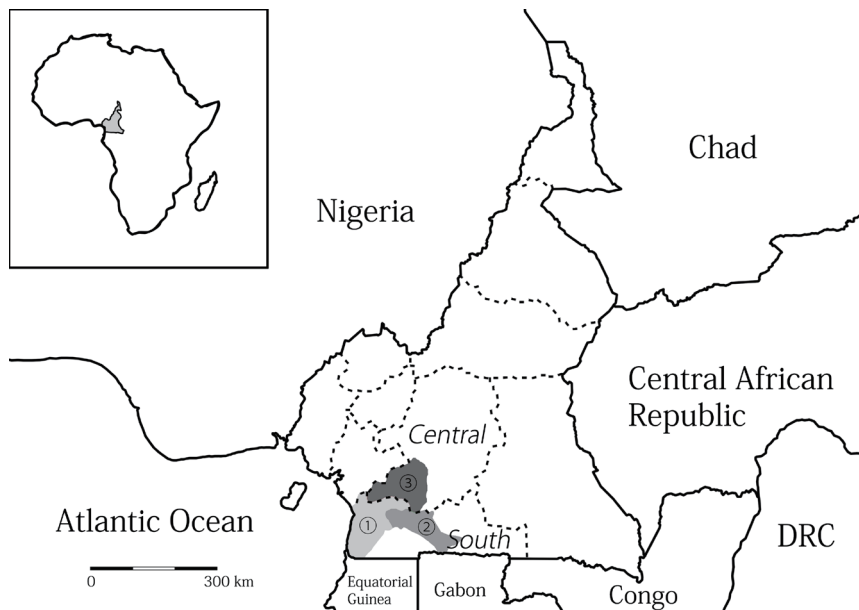 Chad
Nigeria
Central African
Republic
Central
③
Atlantic Ocean
①
②
South
DRC
0
300 km
Equatorial
Guinea
Gabon
Congo